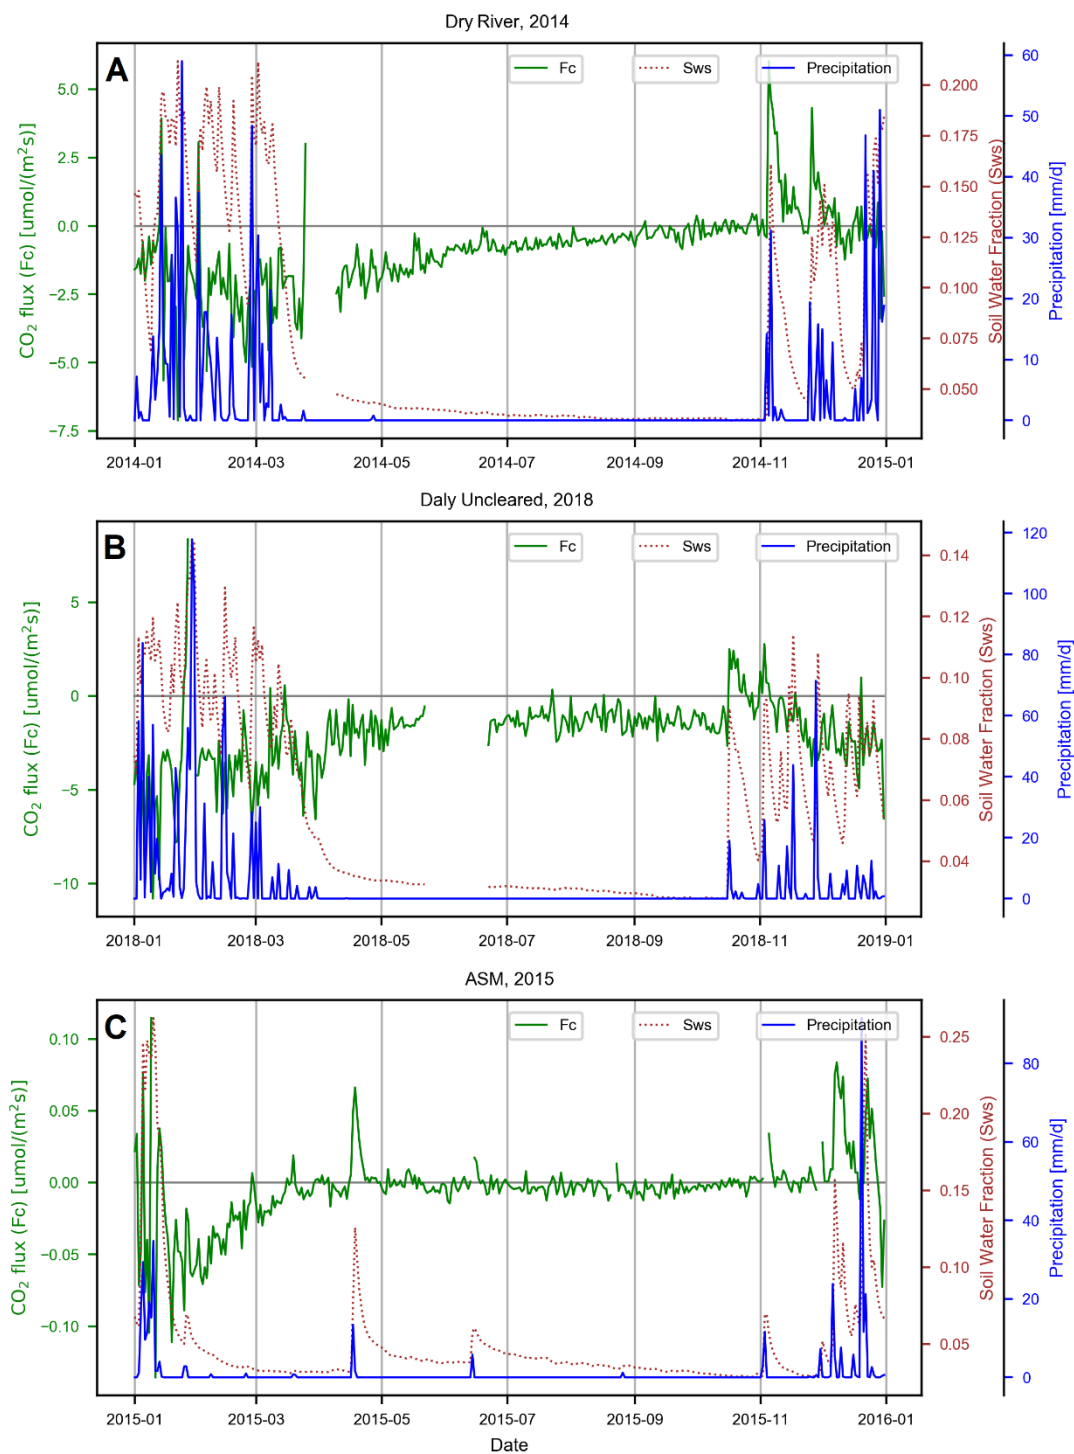 Dry River, 2014
A
Fc
Sws
Precipitation
CO₂ flux (Fc) [umol/(m²s)]
5.0
2.5
0.0
−2.5
−5.0
−7.5
Soil Water Fraction (Sws)
0.200
0.175
0.150
0.125
0.100
0.075
0.050
Precipitation [mm/d]
60
50
40
30
20
10
0
2014-01 2014-03 2014-05 2014-07 2014-09 2014-11 2015-01
Daly Uncleared, 2018
B
Fc
Sws
Precipitation
CO₂ flux (Fc) [umol/(m²s)]
5
0
−5
−10
Soil Water Fraction (Sws)
0.14
0.12
0.10
0.08
0.06
0.04
Precipitation [mm/d]
120
100
80
60
40
20
0
2018-01 2018-03 2018-05 2018-07 2018-09 2018-11 2019-01
ASM, 2015
C
Fc
Sws
Precipitation
CO₂ flux (Fc) [umol/(m²s)]
0.10
0.05
0.00
−0.05
−0.10
Soil Water Fraction (Sws)
0.25
0.20
0.15
0.10
0.05
Precipitation [mm/d]
80
60
40
20
0
2015-01 2015-03 2015-05 2015-07 2015-09 2015-11 2016-01
Date